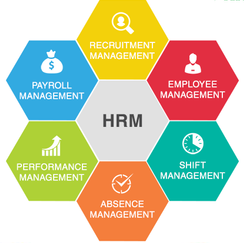 RECRUITMENT
MANAGEMENT
PAYROLL
MANAGEMENT
EMPLOYEE
MANAGEMENT
HRM
PERFORMANCE
MANAGEMENT
SHIFT
MANAGEMENT
ABSENCE
MANAGEMENT